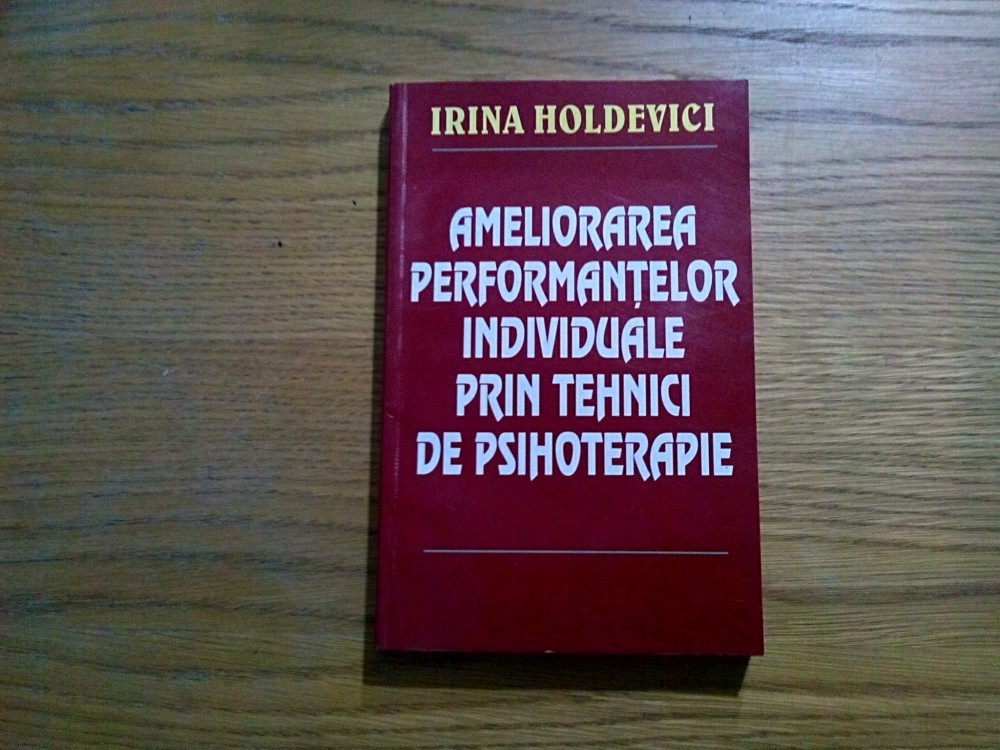 IRINA HOLDEVICI
AMELIORAREA
PERFORMANȚELOR
INDIVIDUALE
PRIN TEHNICI
DE PSIHOTERAPIE